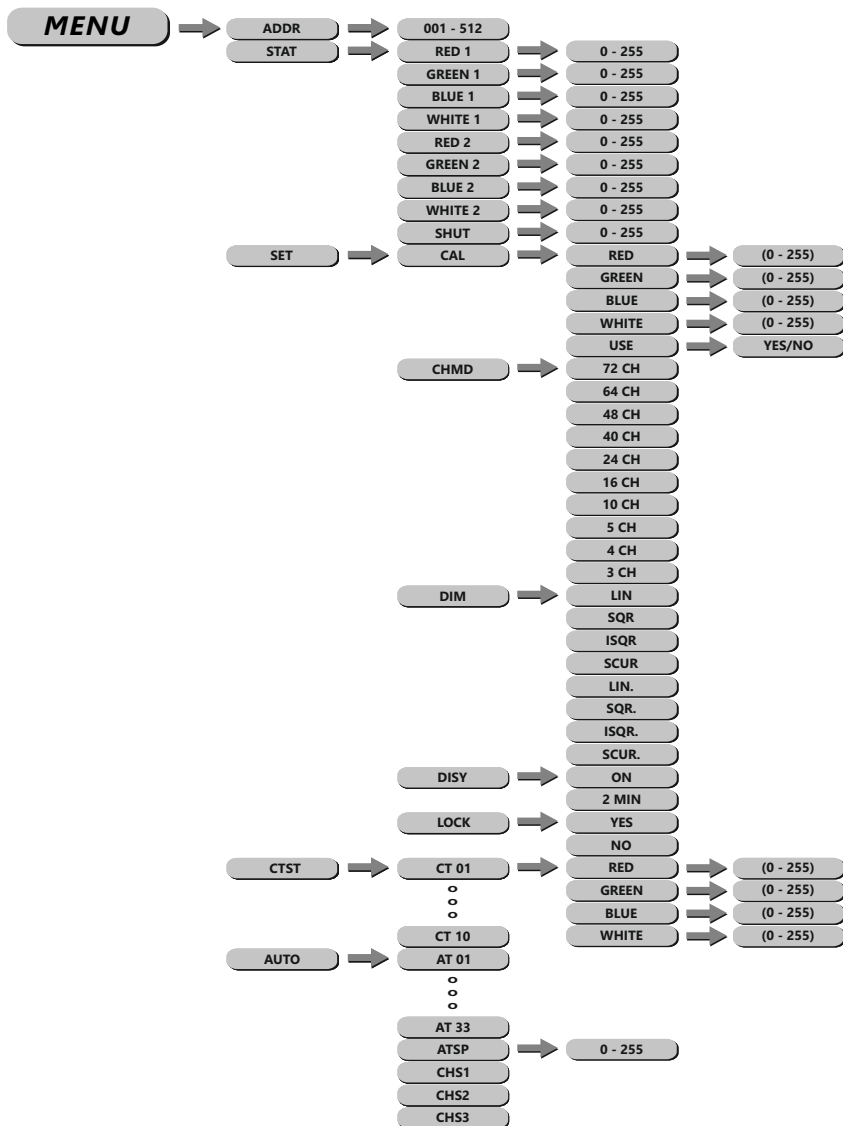 MENU ADDR 001 - 512
STAT RED 1 0 - 255
GREEN 1 0 - 255
BLUE 1 0 - 255
WHITE 1 0 - 255
RED 2 0 - 255
GREEN 2 0 - 255
BLUE 2 0 - 255
WHITE 2 0 - 255
SHUT 0 - 255
SET CAL RED (0 - 255)
GREEN (0 - 255)
BLUE (0 - 255)
WHITE (0 - 255)
USE YES/NO
CHMD 72 CH
64 CH
48 CH
40 CH
24 CH
16 CH
10 CH
5 CH
4 CH
3 CH
DIM LIN
SQR
ISQR
SCUR
LIN.
SQR.
ISQR.
SCUR.
DISY ON
2 MIN
LOCK YES
NO
CTST CT 01 RED (0 - 255)
GREEN (0 - 255)
BLUE (0 - 255)
CT 10 WHITE (0 - 255)
AUTO AT 01
AT 33
ATSP 0 - 255
CHS1
CHS2
CHS3